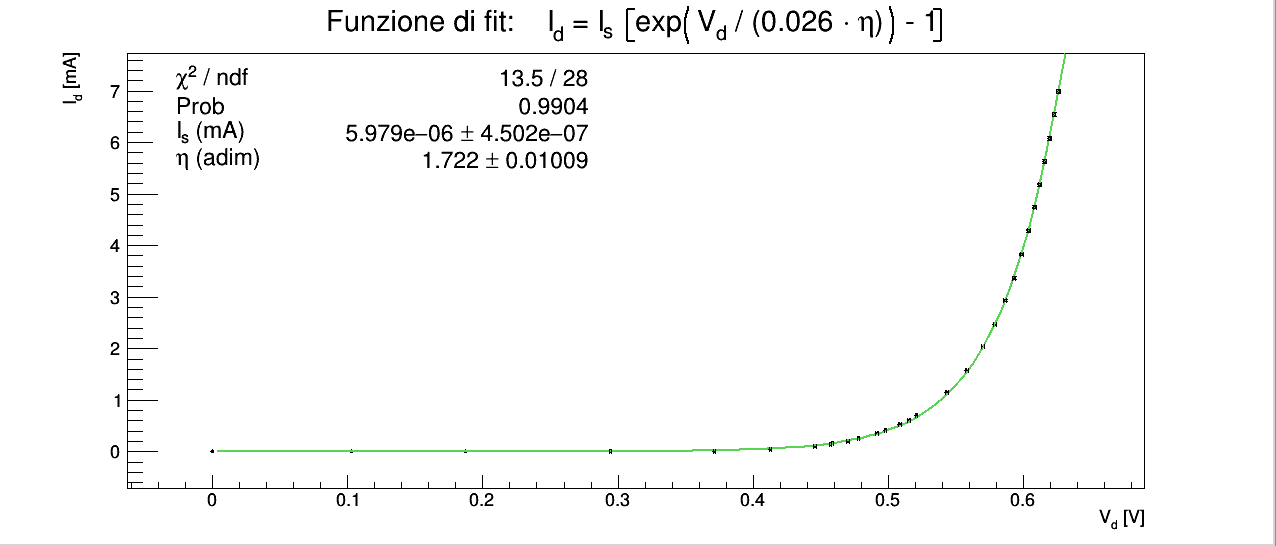 Funzione di fit: I_d = I_s [exp( V_d / (0.026 · η) ) - 1]
I_d [mA]
χ² / ndf 13.5 / 28
Prob 0.9904
I_s (mA) 5.979e−06 ± 4.502e−07
η (adim) 1.722 ± 0.01009
7
6
5
4
3
2
1
0
0 0.1 0.2 0.3 0.4 0.5 0.6
V_d [V]